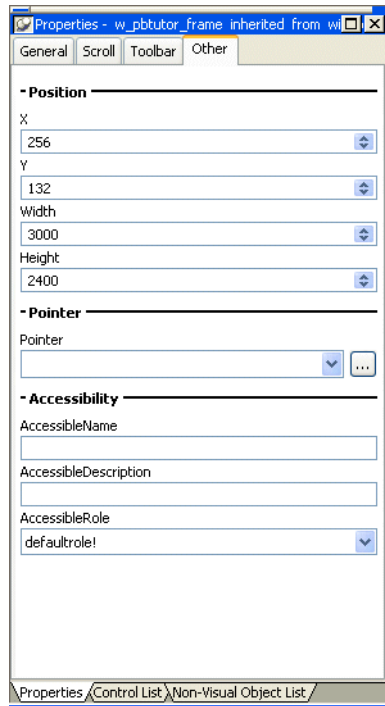 Properties - w_pbtutor_frame inherited from wi
General Scroll Toolbar Other
- Position
X
256
Y
132
Width
3000
Height
2400
- Pointer
Pointer
...
- Accessibility
AccessibleName
AccessibleDescription
AccessibleRole
defaultrole!
Properties Control List Non-Visual Object List